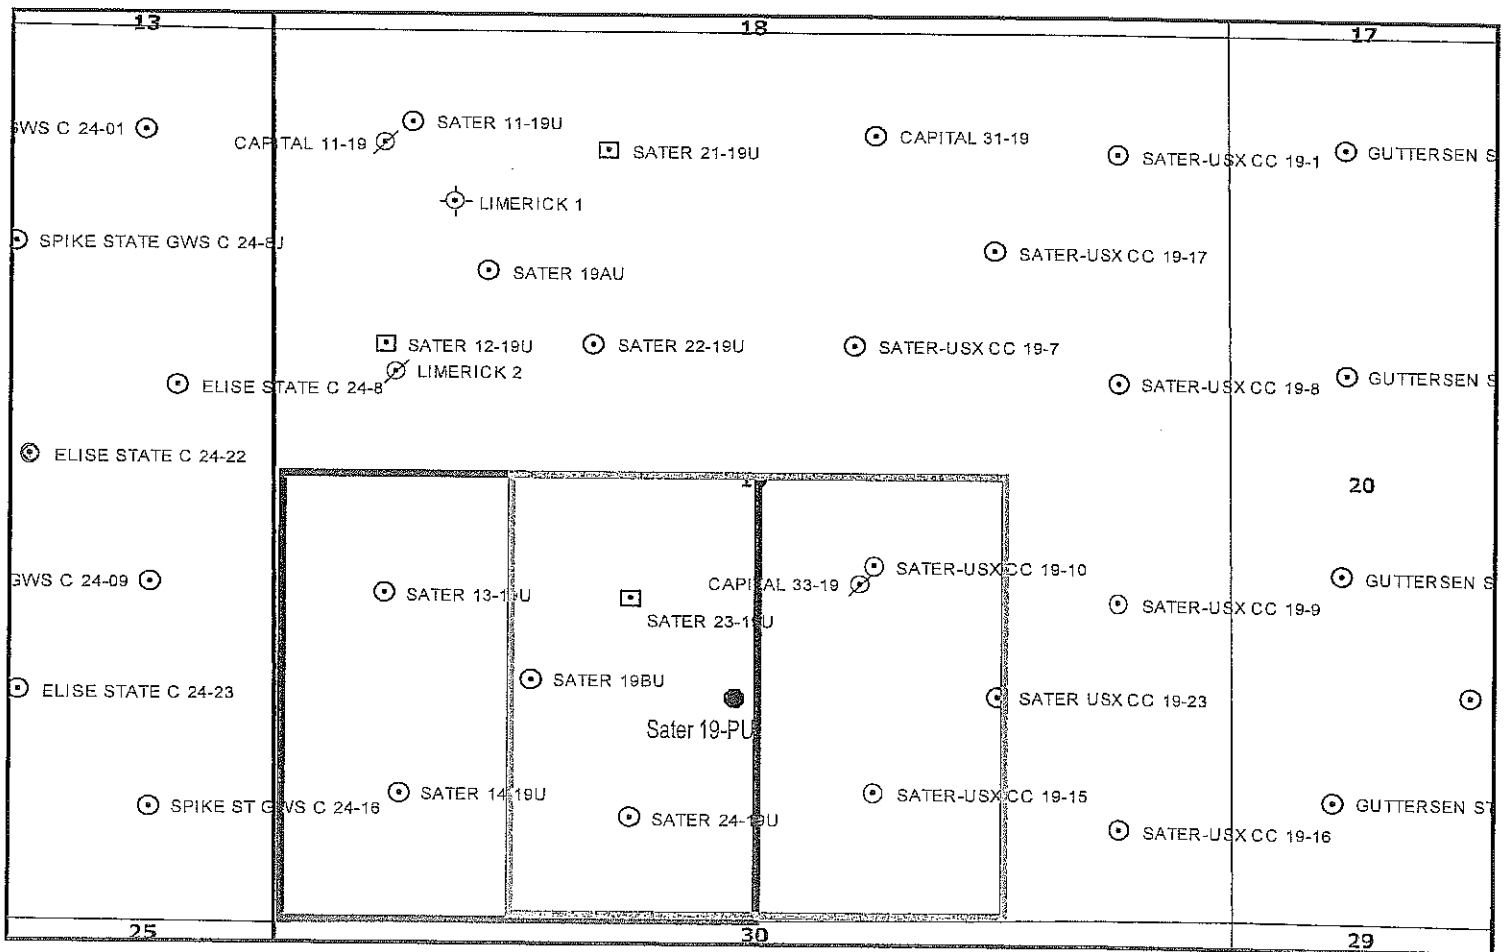 13
18
17
GWS C 24-01
CAPITAL 11-19
SATER 11-19U
SATER 21-19U
CAPITAL 31-19
SATER-USX CC 19-1
GUTTERSEN S
LIMERICK 1
SPIKE STATE GWS C 24-8J
SATER 19AU
SATER-USX CC 19-17
SATER 12-19U
SATER 22-19U
SATER-USX CC 19-7
LIMERICK 2
ELISE STATE C 24-8
SATER-USX CC 19-8
GUTTERSEN S
ELISE STATE C 24-22
20
GWS C 24-09
SATER 13-19U
CAPITAL 33-19
SATER-USX CC 19-10
GUTTERSEN S
SATER 23-19U
SATER-USX CC 19-9
ELISE STATE C 24-23
SATER 19BU
SATER USX CC 19-23
Sater 19-PU
SPIKE ST GWS C 24-16
SATER 14-19U
SATER 24-19U
SATER-USX CC 19-15
GUTTERSEN ST
SATER-USX CC 19-16
25
30
29